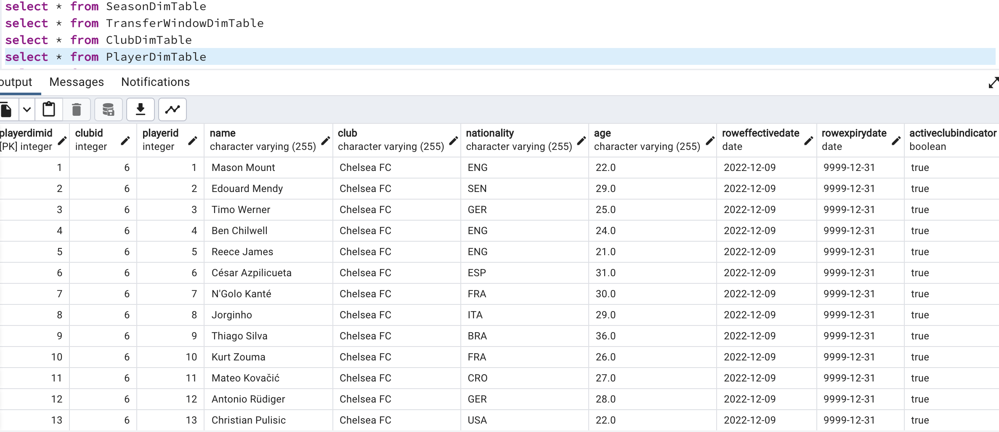 select * from SeasonDimTable
select * from TransferWindowDimTable
select * from ClubDimTable
select * from PlayerDimTable
output Messages Notifications
playerdimid clubid playerid name club nationality age roweffectivedate rowexpirydate activeclubindicator
[PK] integer integer integer character varying (255) character varying (255) character varying (255) character varying (255) date date boolean
1 6 1 Mason Mount Chelsea FC ENG 22.0 2022-12-09 9999-12-31 true
2 6 2 Edouard Mendy Chelsea FC SEN 29.0 2022-12-09 9999-12-31 true
3 6 3 Timo Werner Chelsea FC GER 25.0 2022-12-09 9999-12-31 true
4 6 4 Ben Chilwell Chelsea FC ENG 24.0 2022-12-09 9999-12-31 true
5 6 5 Reece James Chelsea FC ENG 21.0 2022-12-09 9999-12-31 true
6 6 6 César Azpilicueta Chelsea FC ESP 31.0 2022-12-09 9999-12-31 true
7 6 7 N'Golo Kanté Chelsea FC FRA 30.0 2022-12-09 9999-12-31 true
8 6 8 Jorginho Chelsea FC ITA 29.0 2022-12-09 9999-12-31 true
9 6 9 Thiago Silva Chelsea FC BRA 36.0 2022-12-09 9999-12-31 true
10 6 10 Kurt Zouma Chelsea FC FRA 26.0 2022-12-09 9999-12-31 true
11 6 11 Mateo Kovačić Chelsea FC CRO 27.0 2022-12-09 9999-12-31 true
12 6 12 Antonio Rüdiger Chelsea FC GER 28.0 2022-12-09 9999-12-31 true
13 6 13 Christian Pulisic Chelsea FC USA 22.0 2022-12-09 9999-12-31 true